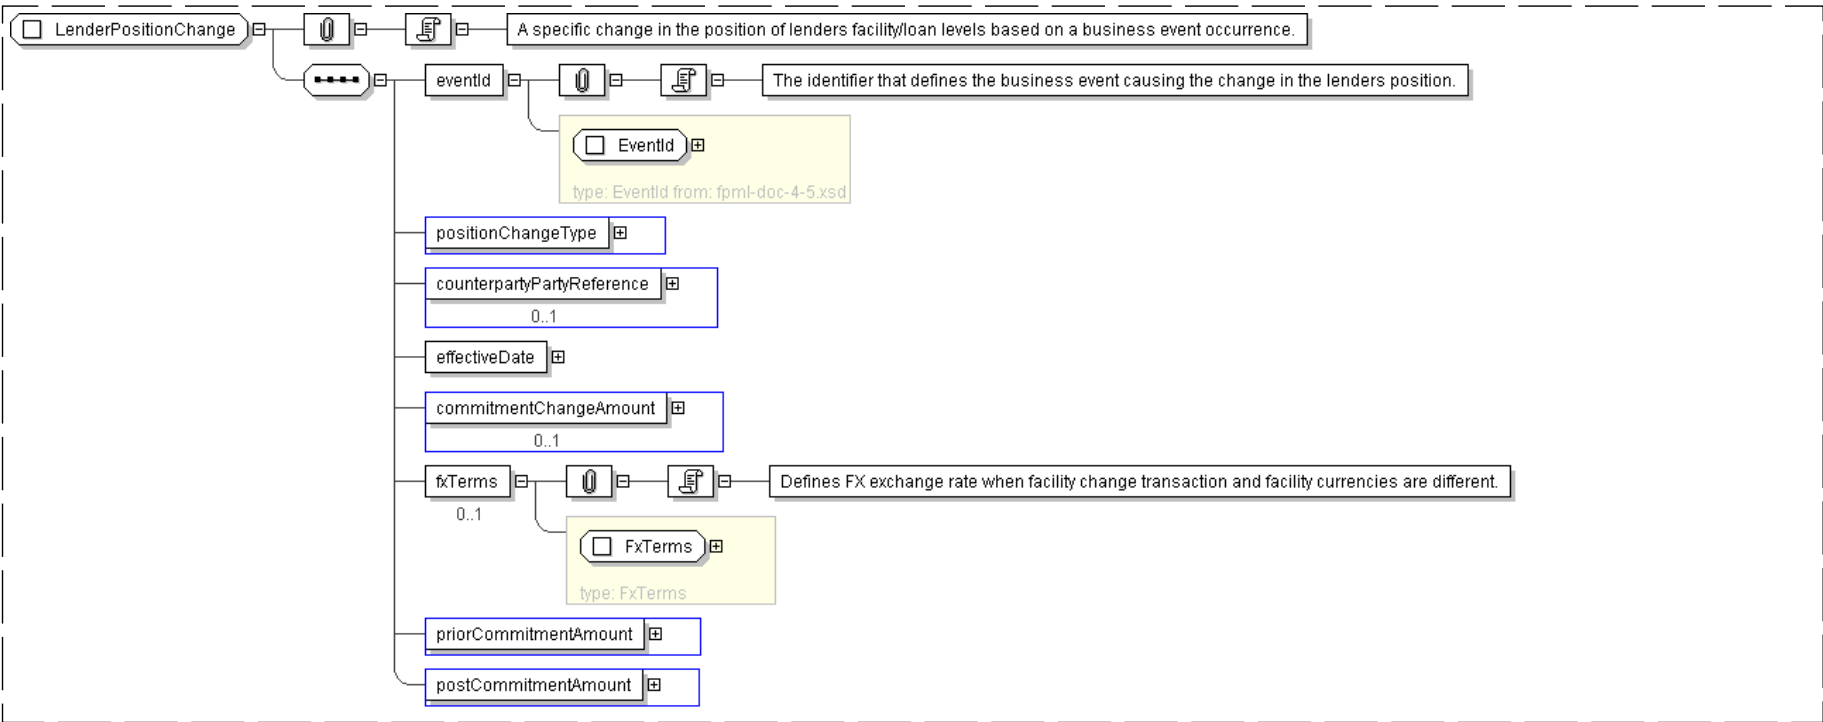 LenderPositionChange
A specific change in the position of lenders facility/loan levels based on a business event occurrence.
eventId
The identifier that defines the business event causing the change in the lenders position.
EventId
type: EventId from: fpml-doc-4-5.xsd
positionChangeType
counterpartyPartyReference
0..1
effectiveDate
commitmentChangeAmount
0..1
fxTerms
Defines FX exchange rate when facility change transaction and facility currencies are different.
0..1
FxTerms
type: FxTerms
priorCommitmentAmount
postCommitmentAmount